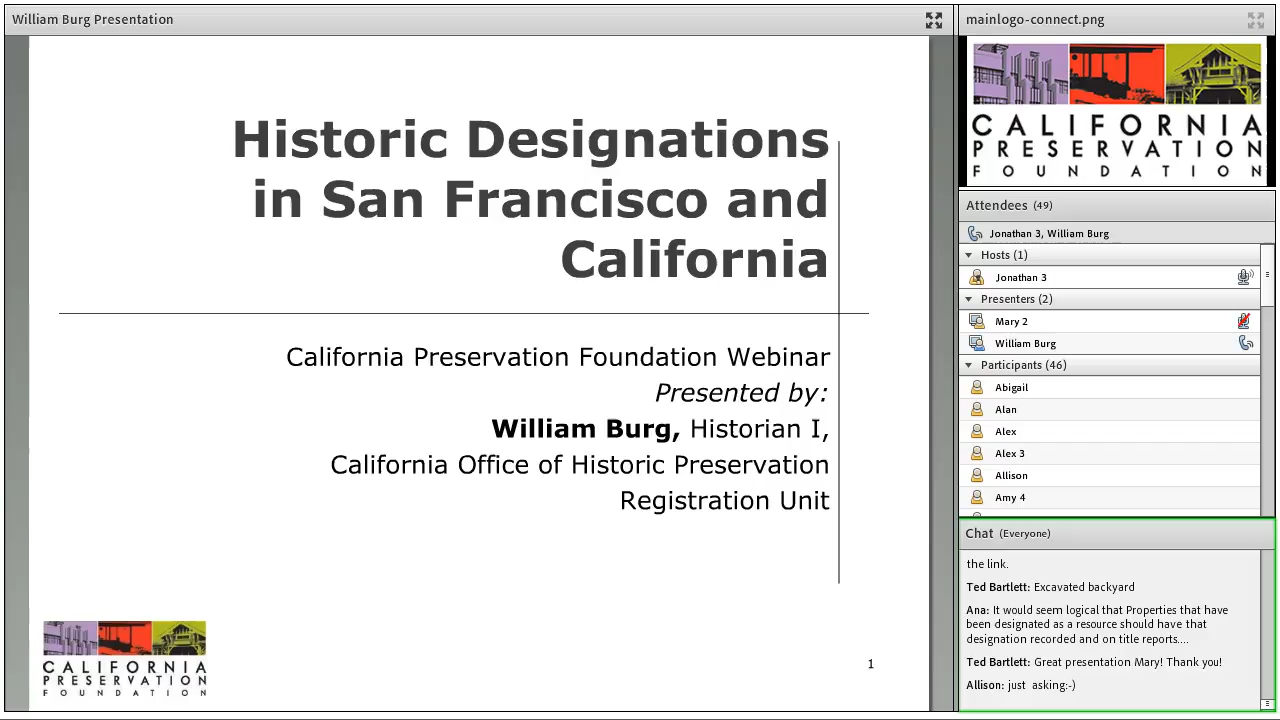 William Burg Presentation
Historic Designations
in San Francisco and
California
California Preservation Foundation Webinar
Presented by:
William Burg, Historian I,
California Office of Historic Preservation
Registration Unit
CALIFORNIA
PRESERVATION
FOUNDATION
1
mainlogo-connect.png
CALIFORNIA
PRESERVATION
FOUNDATION
Attendees (49)
Jonathan 3, William Burg
Hosts (1)
Jonathan 3
Presenters (2)
Mary 2
William Burg
Participants (46)
Abigail
Alan
Alex
Alex 3
Allison
Amy 4
Chat (Everyone)
the link.
Ted Bartlett: Excavated backyard
Ana: It would seem logical that Properties that have
been designated as a resource should have that
designation recorded and on title reports....
Ted Bartlett: Great presentation Mary! Thank you!
Allison: just asking:-)